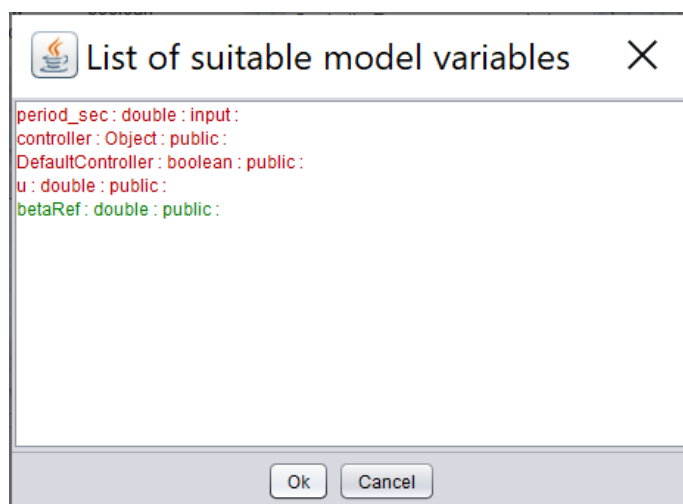 List of suitable model variables
period_sec : double : input :
controller : Object : public :
DefaultController : boolean : public :
u : double : public :
betaRef : double : public :
Ok Cancel